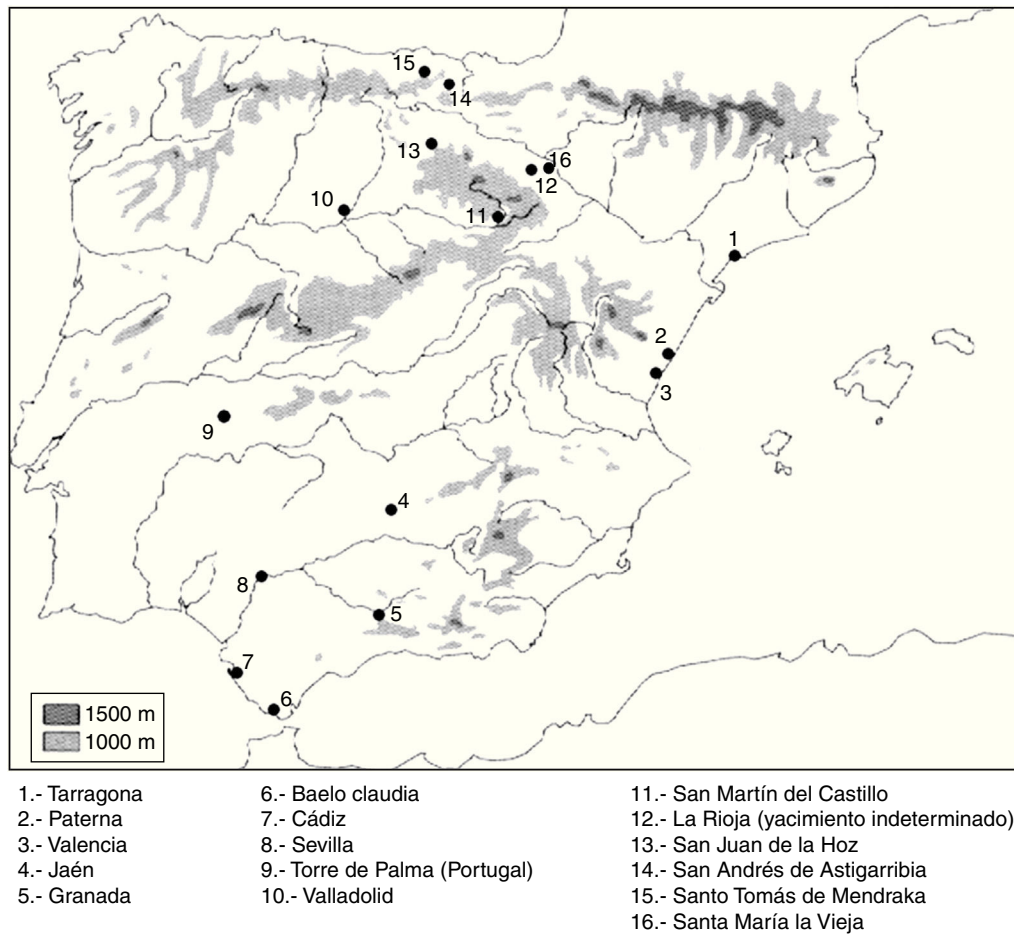 15
14
13
16
12
10
11
1
2
3
9
4
8
5
7
6
1500 m
1000 m
1.- Tarragona
2.- Paterna
3.- Valencia
4.- Jaén
5.- Granada
6.- Baelo claudia
7.- Cádiz
8.- Sevilla
9.- Torre de Palma (Portugal)
10.- Valladolid
11.- San Martín del Castillo
12.- La Rioja (yacimiento indeterminado)
13.- San Juan de la Hoz
14.- San Andrés de Astigarribia
15.- Santo Tomás de Mendraka
16.- Santa María la Vieja